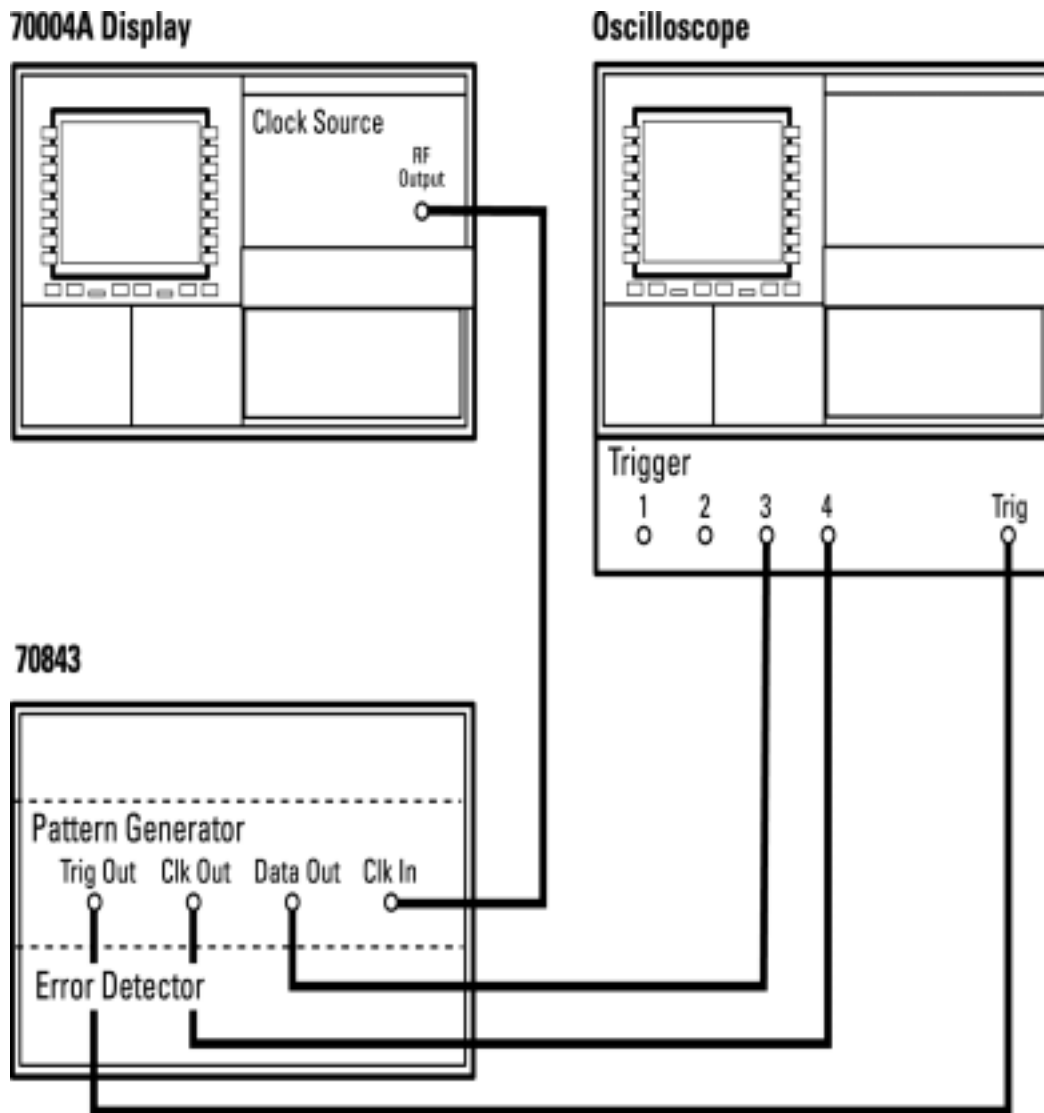 70004A Display
Oscilloscope
Clock Source
RF
Output
Trigger
1 2 3 4 Trig
70843
Pattern Generator
Trig Out Clk Out Data Out Clk In
Error Detector